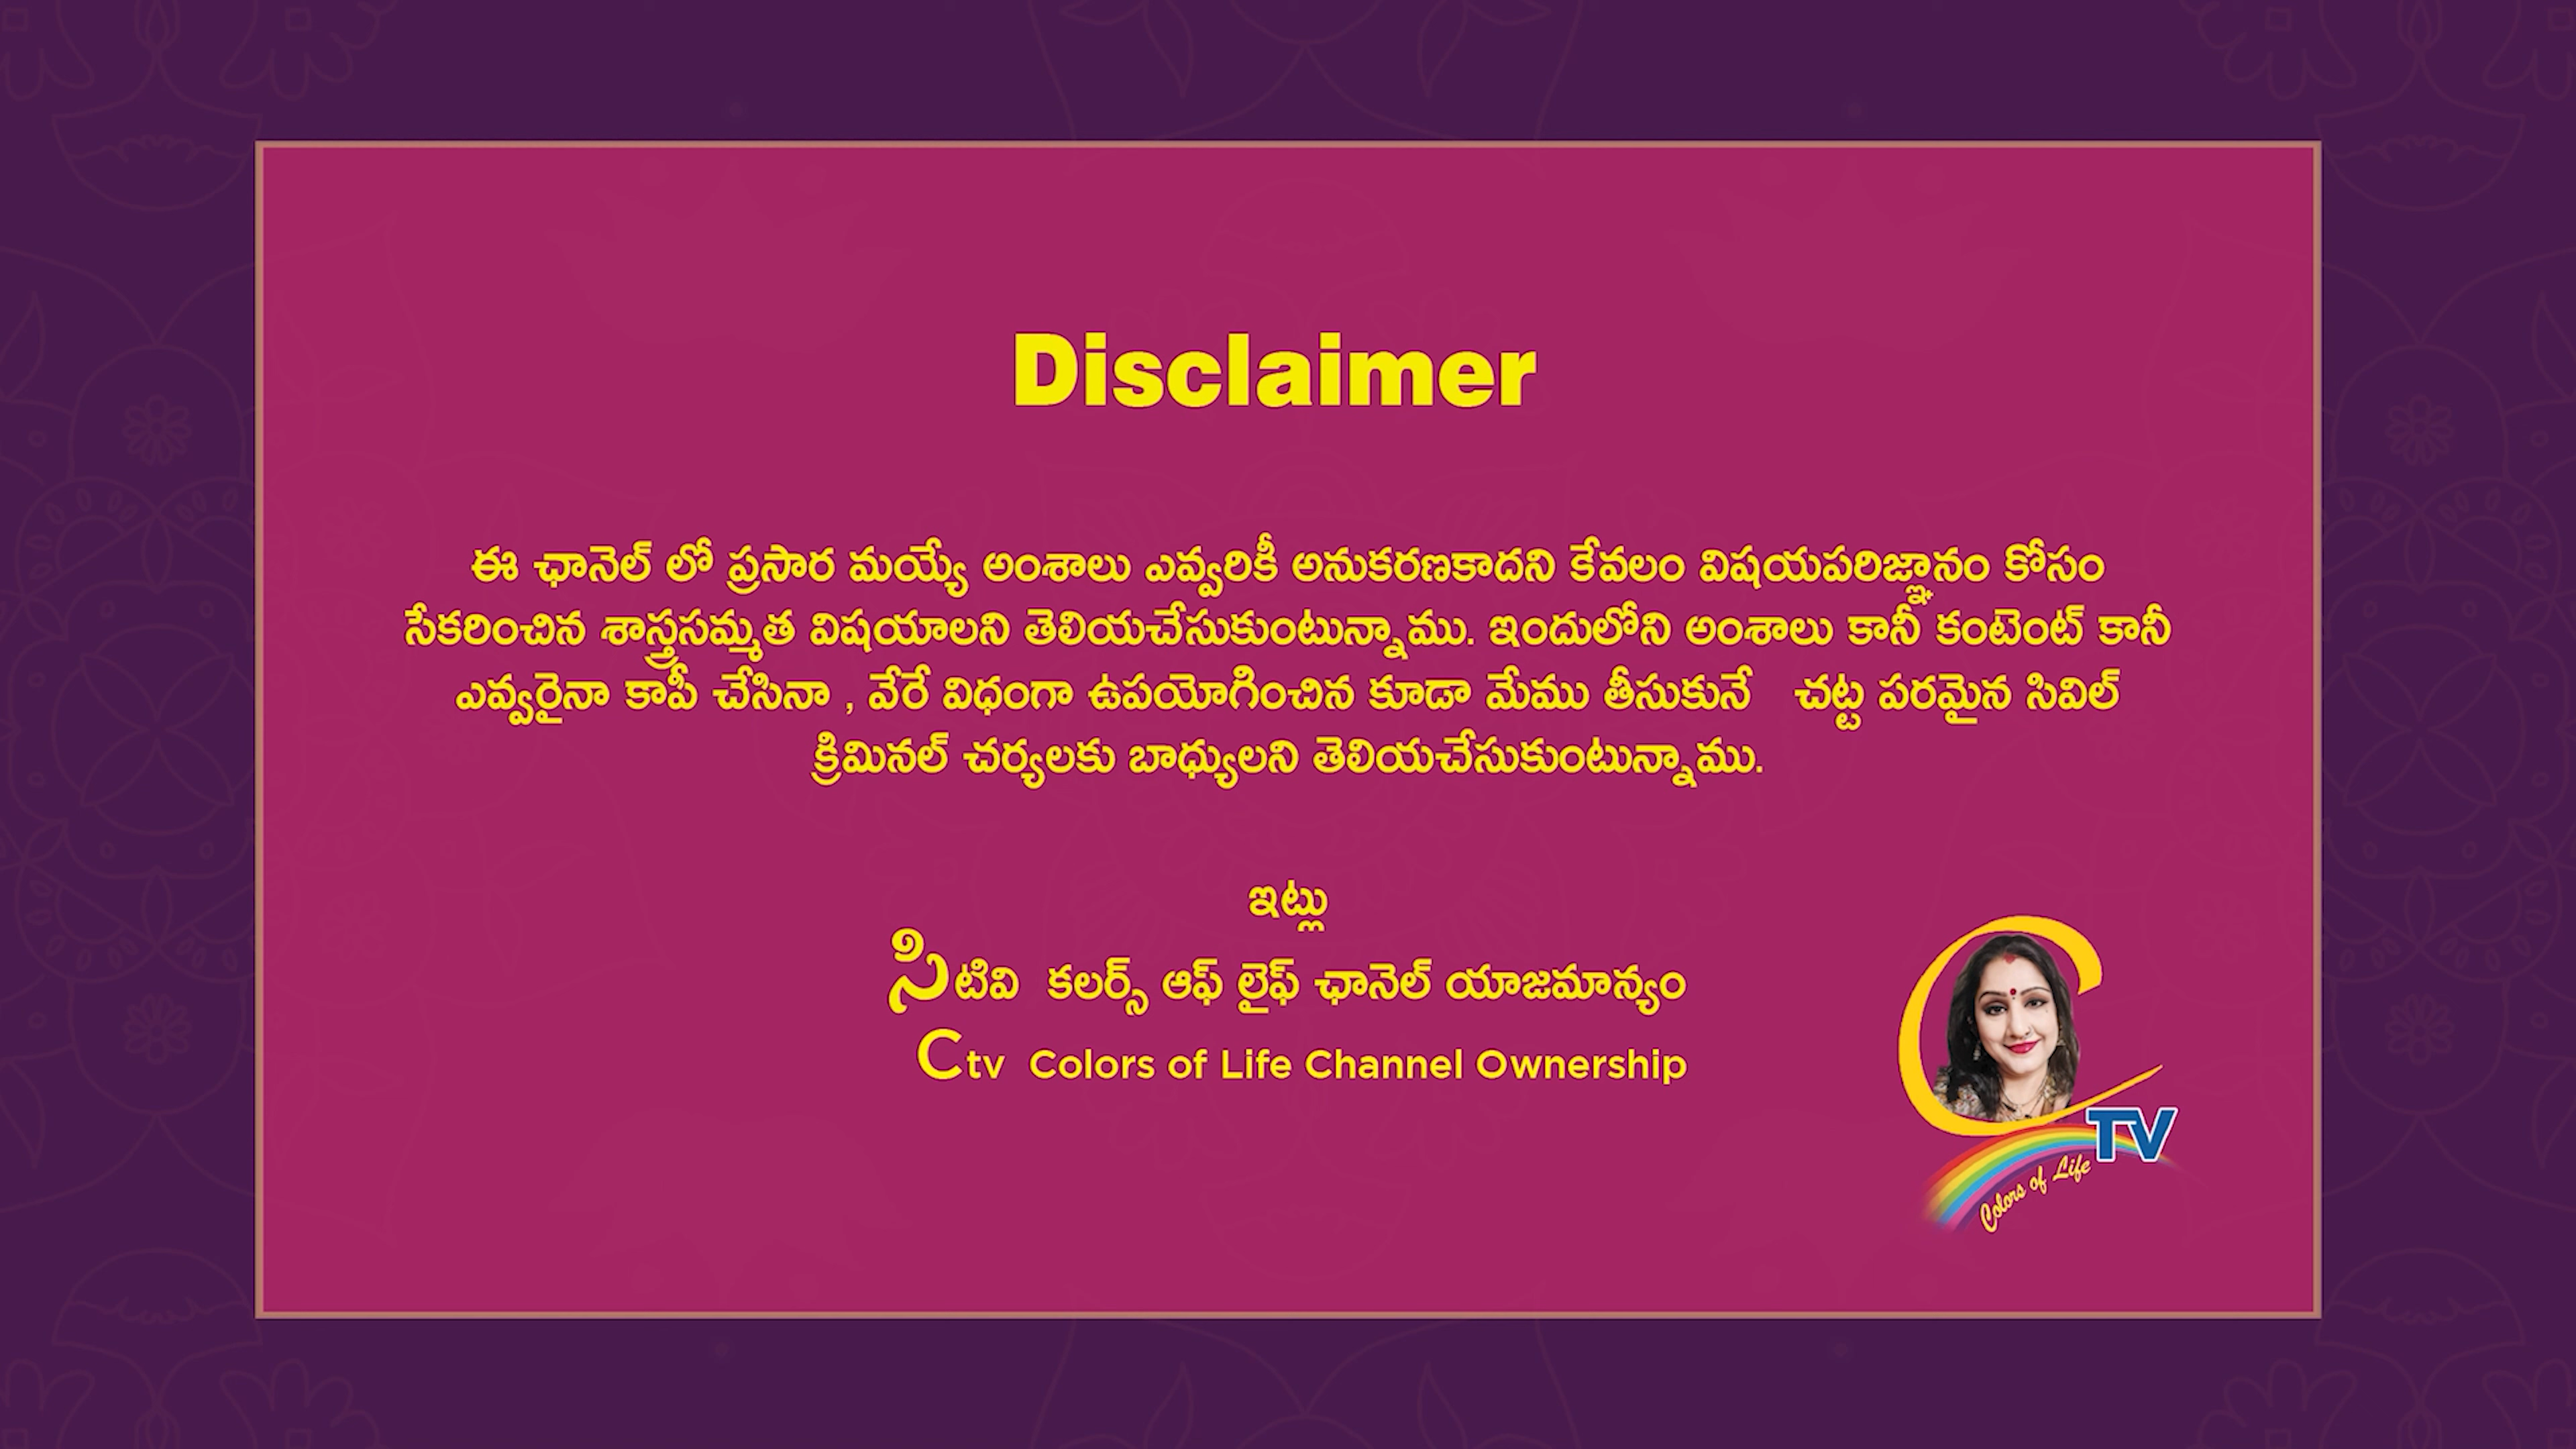 Disclaimer
ఈ ఛానెల్ లో ప్రసార మయ్యే అంశాలు ఎవ్వరికీ అనుకరణకాదని కేవలం విషయపరిజ్ఞానం కోసం
సేకరించిన శాస్త్రసమ్మత విషయాలని తెలియచేసుకుంటున్నాము. ఇందులోని అంశాలు కానీ కంటెంట్ కానీ
ఎవ్వరైనా కాపీ చేసినా , వేరే విధంగా ఉపయోగించిన కూడా మేము తీసుకునే చట్ట పరమైన సివిల్
క్రిమినల్ చర్యలకు బాధ్యులని తెలియచేసుకుంటున్నాము.
ఇట్లు
సిటివి కలర్స్ ఆఫ్ లైఫ్ ఛానెల్ యాజమాన్యం
Ctv Colors of Life Channel Ownership
C TV
Colors of Life